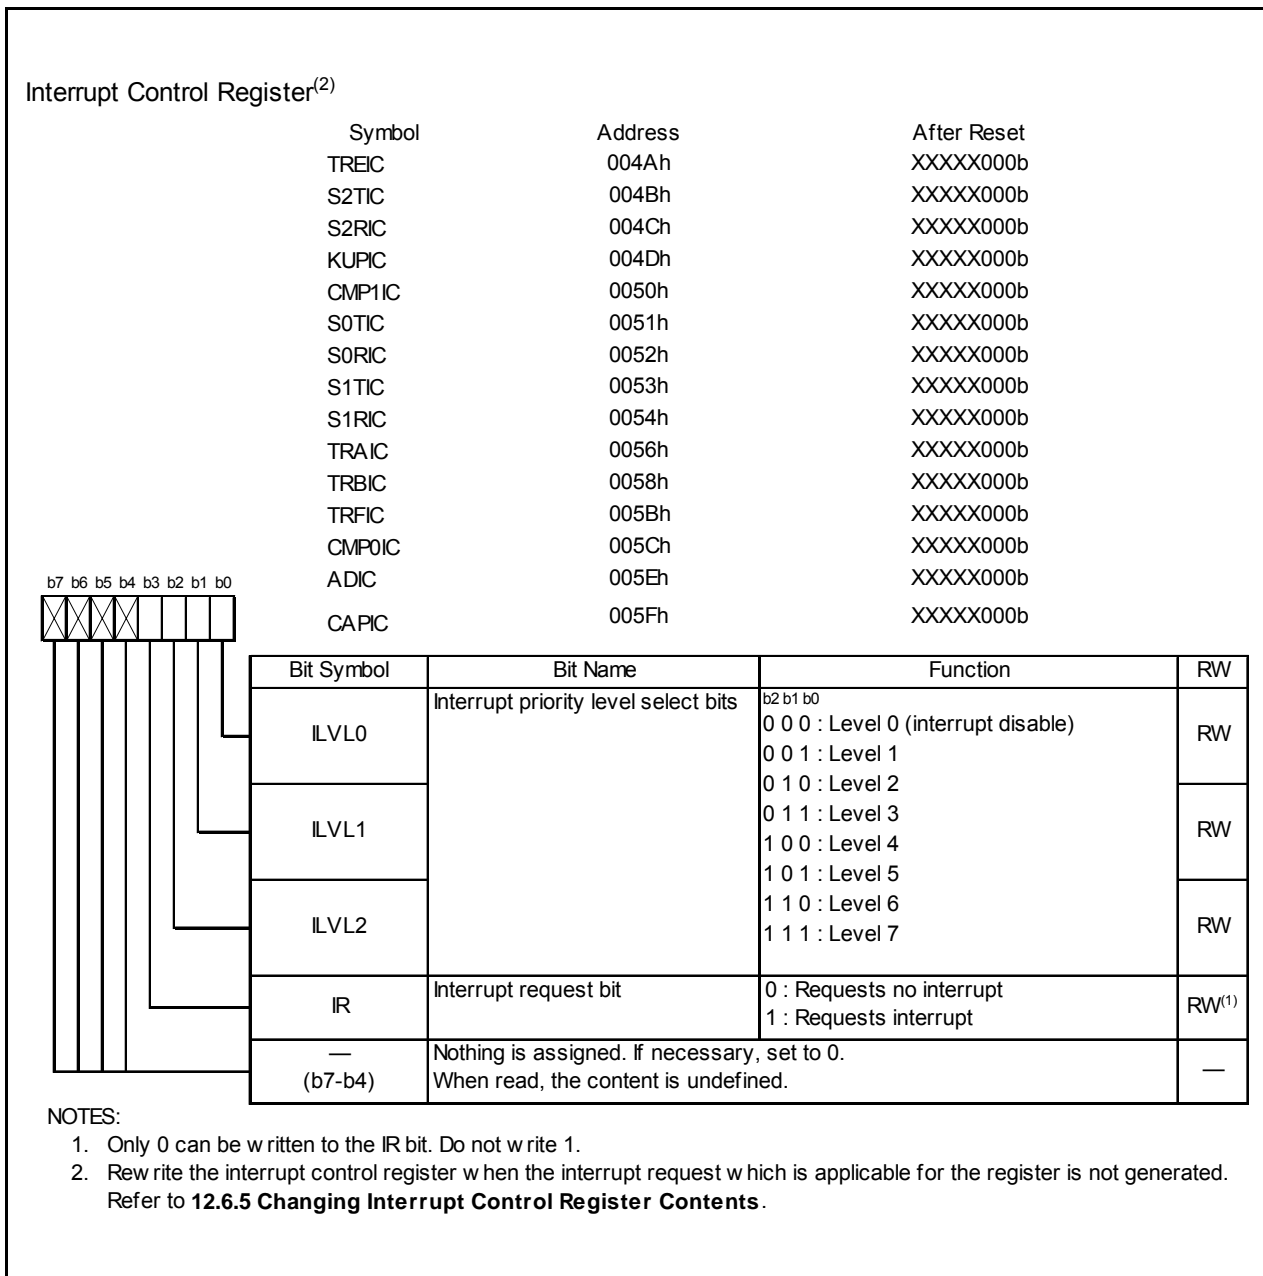 Interrupt Control Register(2)
Symbol Address After Reset
TREIC 004Ah XXXXX000b
S2TIC 004Bh XXXXX000b
S2RIC 004Ch XXXXX000b
KUPIC 004Dh XXXXX000b
CMP1IC 0050h XXXXX000b
S0TIC 0051h XXXXX000b
S0RIC 0052h XXXXX000b
S1TIC 0053h XXXXX000b
S1RIC 0054h XXXXX000b
TRAIC 0056h XXXXX000b
TRBIC 0058h XXXXX000b
TRFIC 005Bh XXXXX000b
CMP0IC 005Ch XXXXX000b
ADIC 005Eh XXXXX000b
CAPIC 005Fh XXXXX000b
b7 b6 b5 b4 b3 b2 b1 b0
Bit Symbol Bit Name Function RW
ILVL0 Interrupt priority level select bits b2 b1 b0
0 0 0 : Level 0 (interrupt disable) RW
0 0 1 : Level 1
0 1 0 : Level 2
ILVL1 0 1 1 : Level 3 RW
1 0 0 : Level 4
1 0 1 : Level 5
ILVL2 1 1 0 : Level 6 RW
1 1 1 : Level 7
IR Interrupt request bit 0 : Requests no interrupt RW(1)
1 : Requests interrupt
— Nothing is assigned. If necessary, set to 0. —
(b7-b4) When read, the content is undefined.
NOTES:
1. Only 0 can be written to the IR bit. Do not write 1.
2. Rewrite the interrupt control register when the interrupt request which is applicable for the register is not generated.
Refer to 12.6.5 Changing Interrupt Control Register Contents.